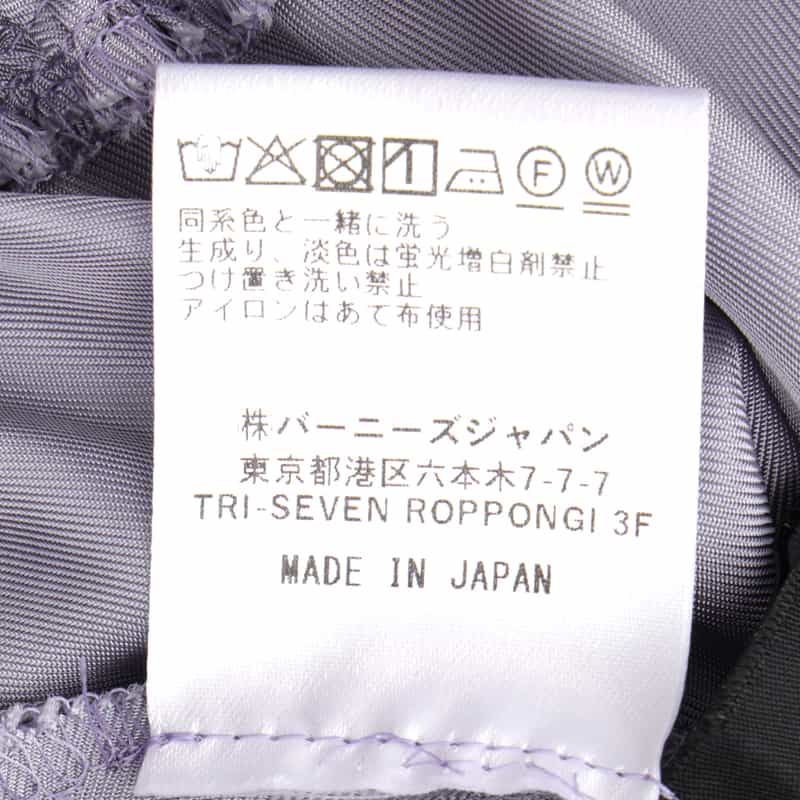 F W
同系色と一緒に洗う
生成り、淡色は蛍光増白剤禁止
つけ置き洗い禁止
アイロンはあて布使用
株バーニーズジャパン
東京都港区六本木7-7-7
TRI-SEVEN ROPPONGI 3F
MADE IN JAPAN